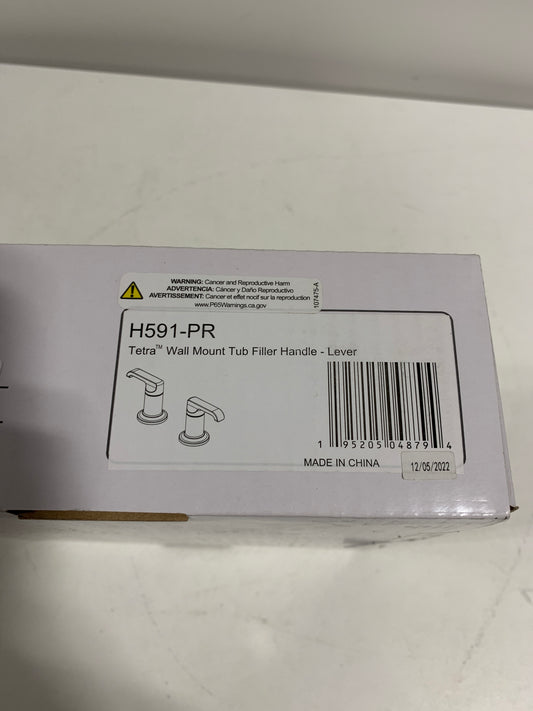 WARNING: Cancer and Reproductive Harm
ADVERTENCIA: Cáncer y Daño Reproductivo
AVERTISSEMENT: Cancer et effet nocif sur la reproduction
www.P65Warnings.ca.gov
107475-A
H591-PR
Tetra™ Wall Mount Tub Filler Handle - Lever
1 95205 04879 4
MADE IN CHINA
12/05/2022